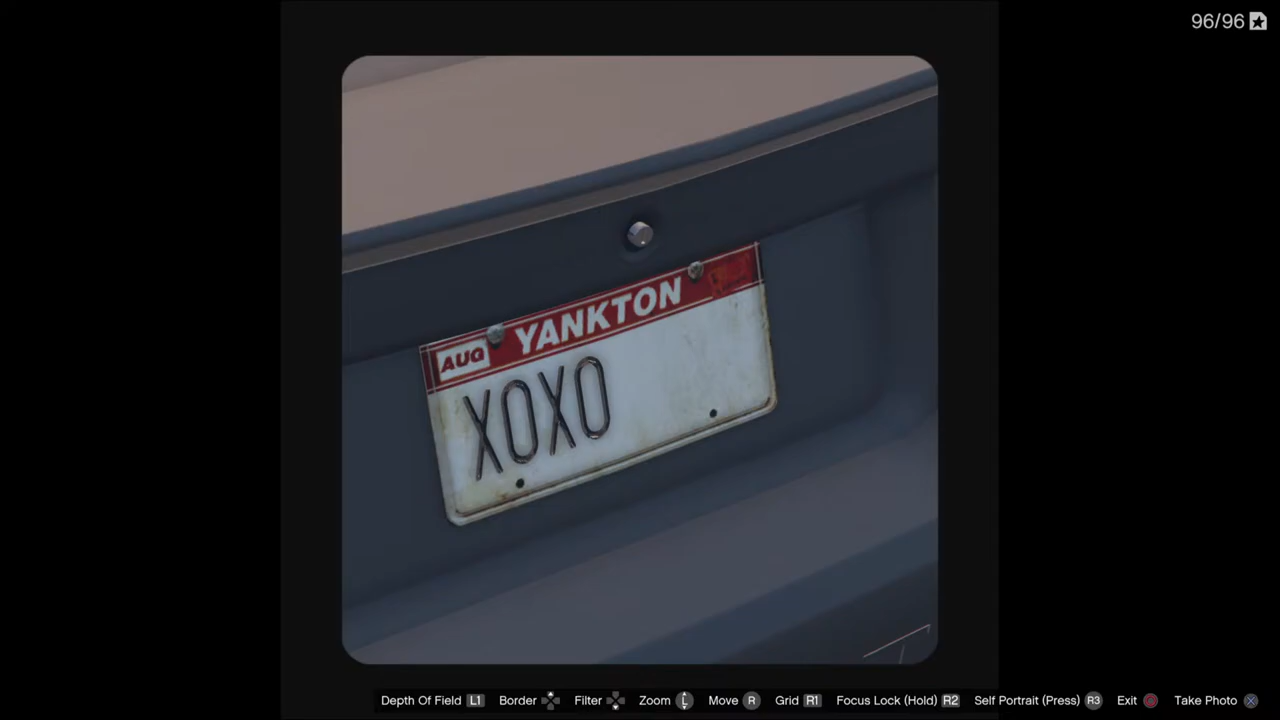 96/96
YANKTON
AUG
XOXO
Depth Of Field L1 Border Filter Zoom L Move R Grid R1 Focus Lock (Hold) R2 Self Portrait (Press) R3 Exit Take Photo